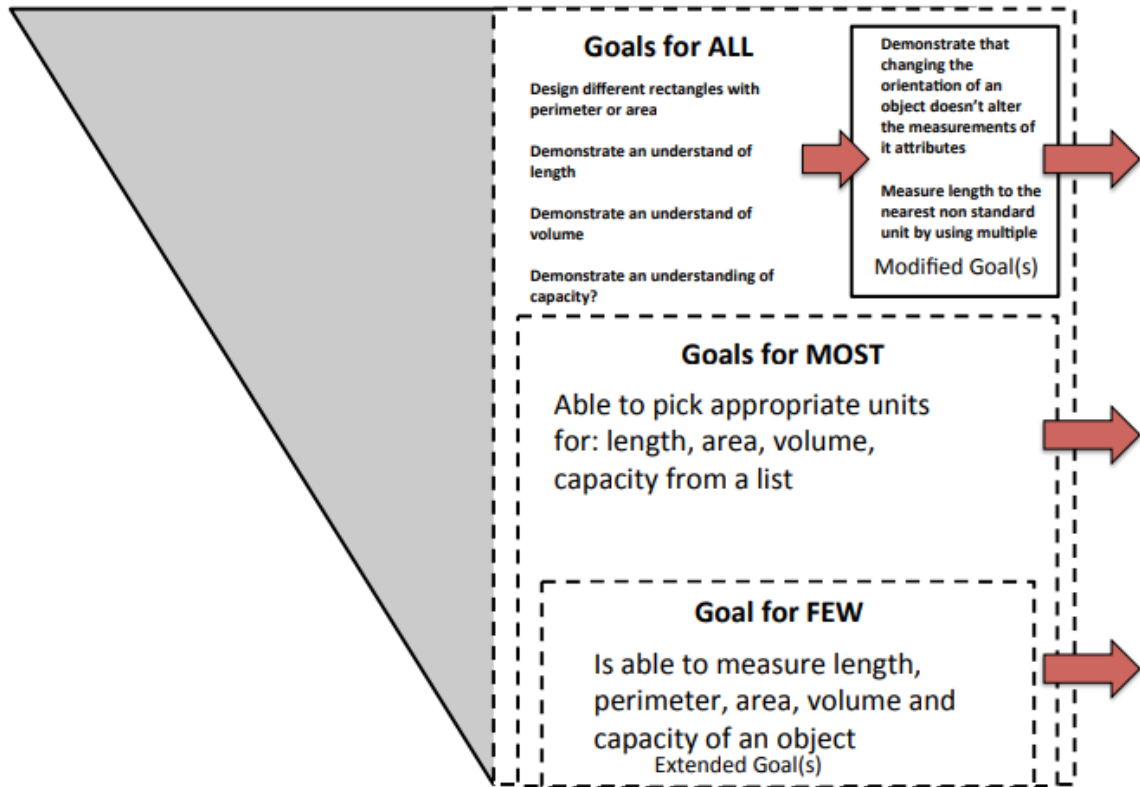 Goals for ALL
Design different rectangles with
perimeter or area
Demonstrate an understand of
length
Demonstrate an understand of
volume
Demonstrate an understanding of
capacity?
Demonstrate that
changing the
orientation of an
object doesn’t alter
the measurements of
it attributes
Measure length to the
nearest non standard
unit by using multiple
Modified Goal(s)
Goals for MOST
Able to pick appropriate units
for: length, area, volume,
capacity from a list
Goal for FEW
Is able to measure length,
perimeter, area, volume and
capacity of an object
Extended Goal(s)